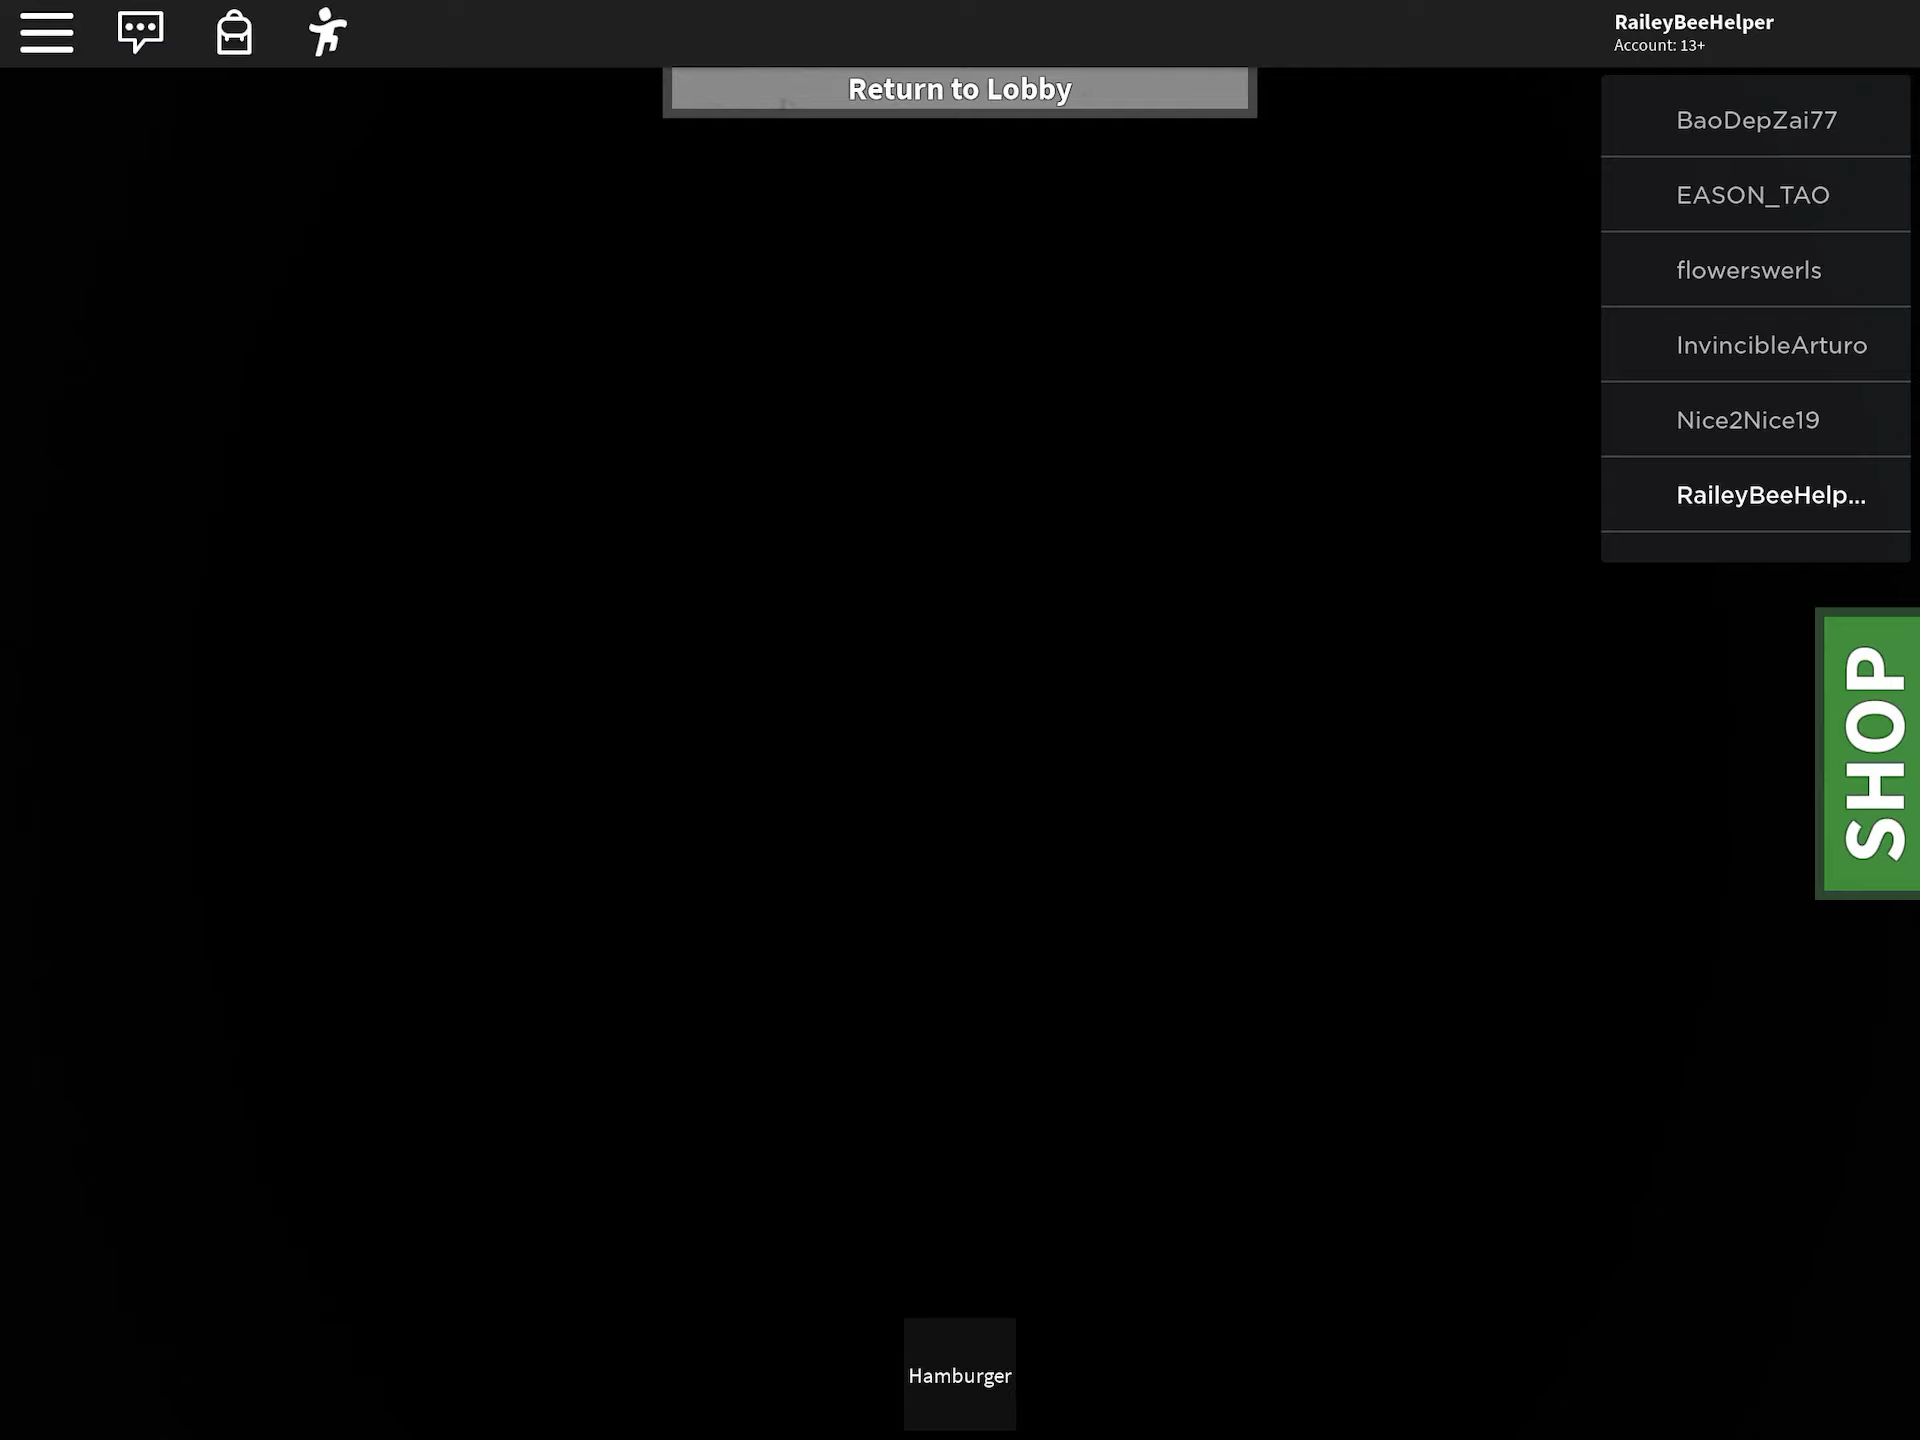 RaileyBeeHelper
Account: 13+
Return to Lobby
BaoDepZai77
EASON_TAO
flowerswerls
InvincibleArturo
Nice2Nice19
RaileyBeeHelp...
SHOP
Hamburger